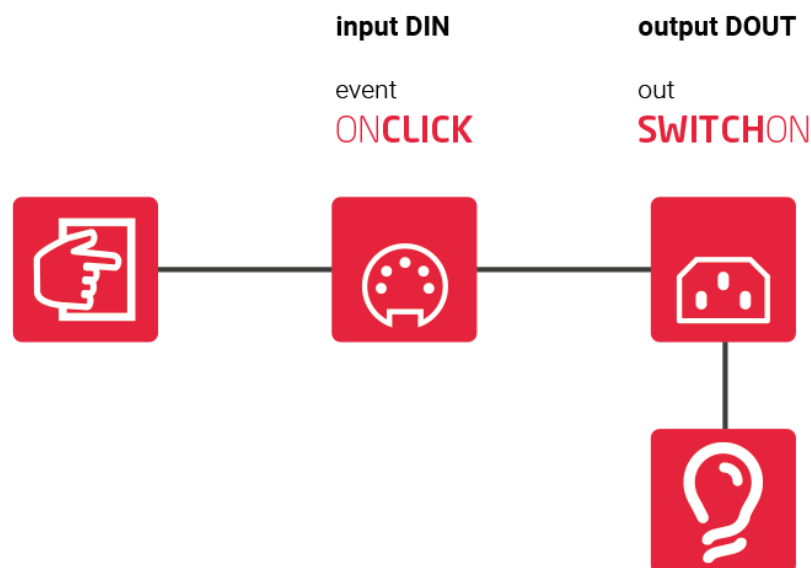 input DIN
output DOUT
event
out
ONCLICK
SWITCHON